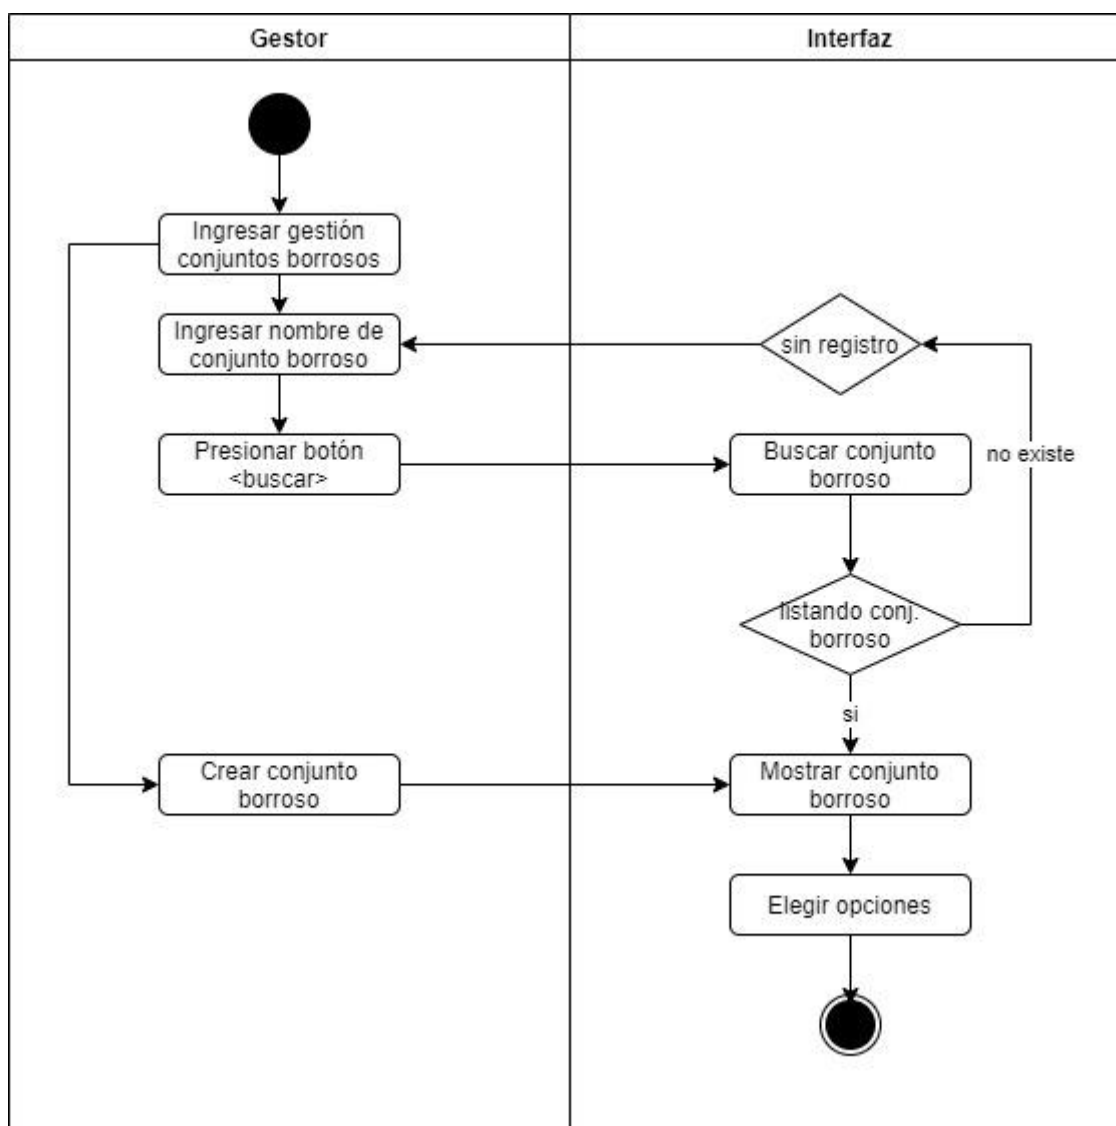 Gestor
Interfaz
Ingresar gestión
conjuntos borrosos
Ingresar nombre de
conjunto borroso
sin registro
Presionar botón
<buscar>
Buscar conjunto
borroso
no existe
listando conj.
borroso
si
Crear conjunto
borroso
Mostrar conjunto
borroso
Elegir opciones